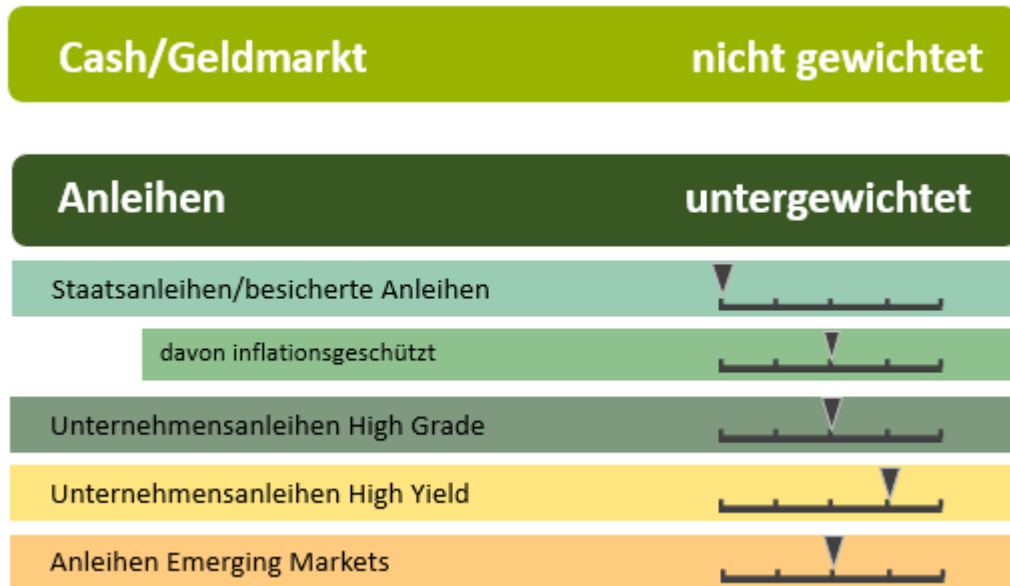 Cash/Geldmarkt nicht gewichtet
Anleihen untergewichtet
Staatsanleihen/besicherte Anleihen
davon inflationsgeschützt
Unternehmensanleihen High Grade
Unternehmensanleihen High Yield
Anleihen Emerging Markets